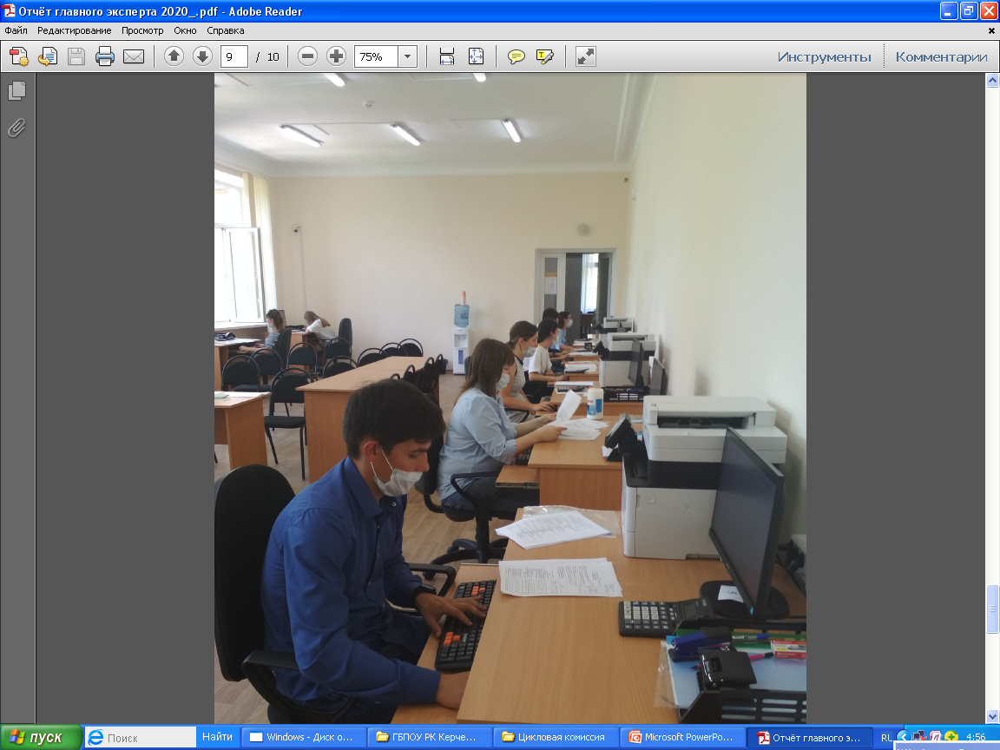 Отчёт главного эксперта 2020_.pdf - Adobe Reader
Файл Редактирование Просмотр Окно Справка
9 / 10 75% Инструменты Комментарии
пуск Поиск Найти Windows - Диск о... ГБПОУ РК Керче... Цикловая комиссия Microsoft PowerPo... Отчёт главного э... RU 4:56